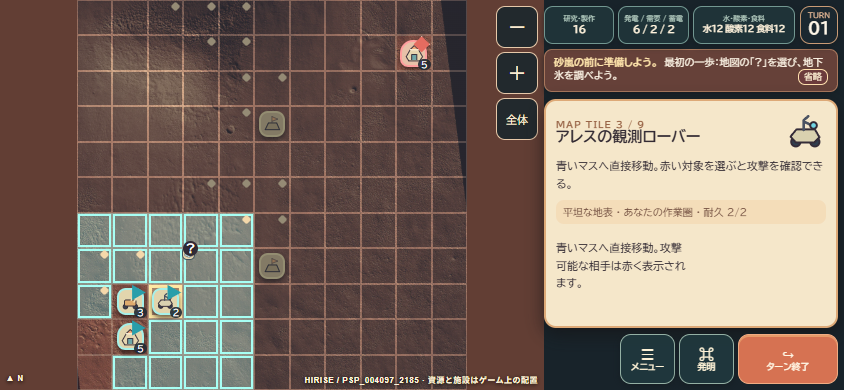 −
+
全体
5
?
3
2
5
▲ N
HIRISE / PSP_004097_2185 · 資源と施設はゲーム上の配置
研究・製作
16
発電 / 需要 / 蓄電
6 / 2 / 2
水・酸素・食料
水12 酸素12 食料12
TURN
01
砂嵐の前に準備しよう。 最初の一歩:地図の「?」を選び、地下
氷を調べよう。
省略
MAP TILE 3 / 9
アレスの観測ローバー
青いマスへ直接移動。赤い対象を選ぶと攻撃を確認でき
る。
平坦な地表・あなたの作業圏・耐久 2/2
青いマスへ直接移動。攻撃
可能な相手は赤く表示され
ます。
メニュー
発明
ターン終了